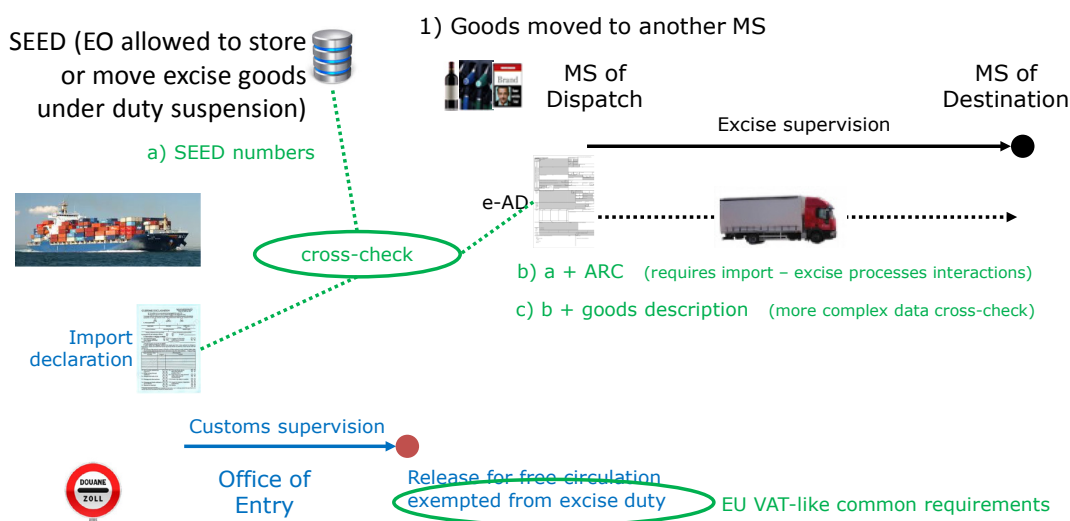 1) Goods moved to another MS
SEED (EO allowed to store
or move excise goods
under duty suspension)
MS of
Dispatch
MS of
Destination
Brand
Excise supervision
a) SEED numbers
e-AD
cross-check
b) a + ARC (requires import – excise processes interactions)
c) b + goods description (more complex data cross-check)
Import
declaration
Customs supervision
DOUANE
ZOLL
Office of
Entry
Release for free circulation
exempted from excise duty
EU VAT-like common requirements